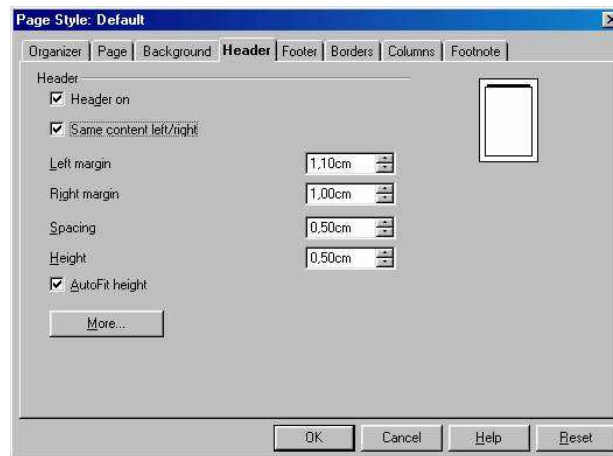 Page Style: Default
Organizer Page Background Header Footer Borders Columns Footnote
Header
Header on
Same content left/right
Left margin 1,10cm
Right margin 1,00cm
Spacing 0,50cm
Height 0,50cm
AutoFit height
More...
OK Cancel Help Reset